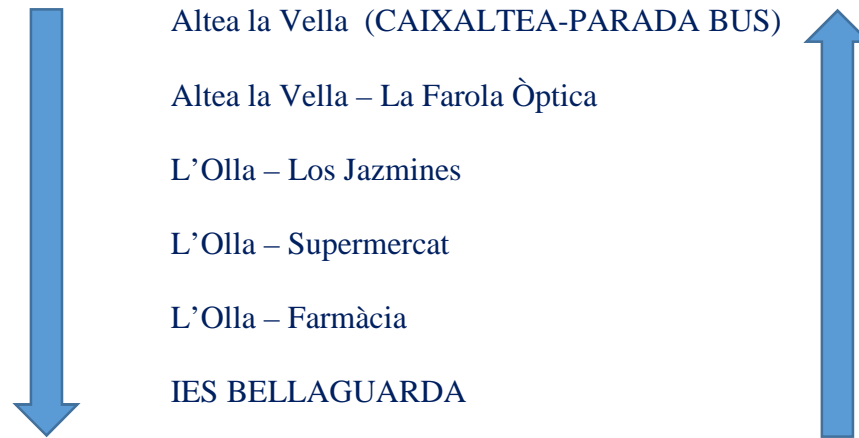 Altea la Vella (CAIXALTEA-PARADA BUS)
Altea la Vella – La Farola Òptica
L’Olla – Los Jazmines
L’Olla – Supermercat
L’Olla – Farmàcia
IES BELLAGUARDA